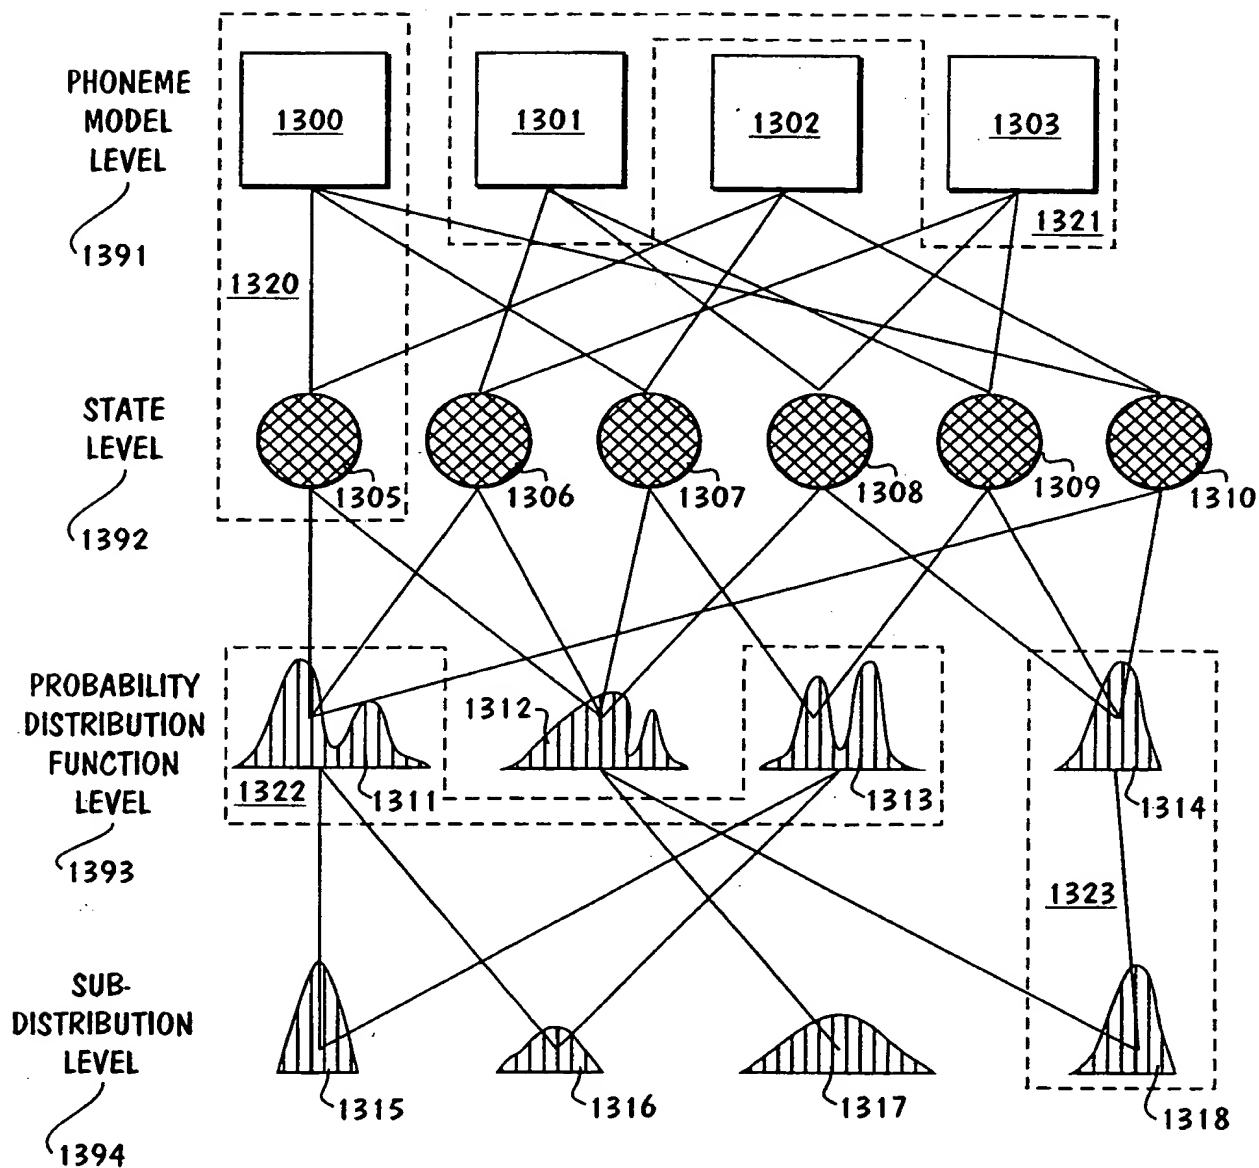 PHONEME
MODEL
LEVEL
1391
1300
1301
1302
1303
1321
1320
STATE
LEVEL
1392
1305
1306
1307
1308
1309
1310
PROBABILITY
DISTRIBUTION
FUNCTION
LEVEL
1393
1322
1311
1312
1313
1314
1323
SUB-
DISTRIBUTION
LEVEL
1394
1315
1316
1317
1318